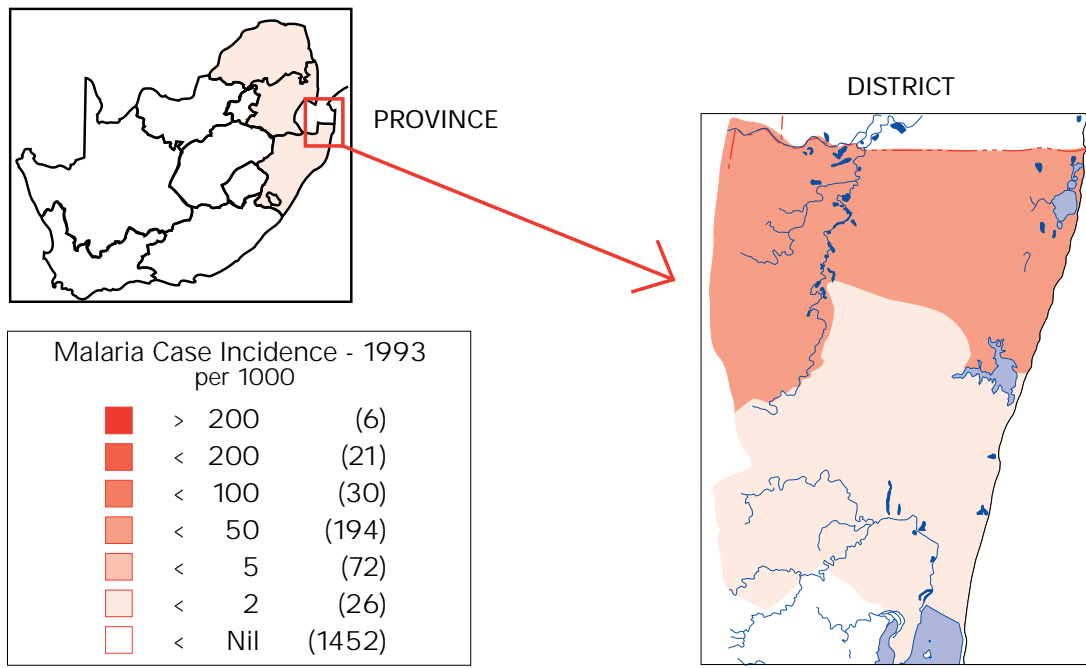 PROVINCE
DISTRICT
Malaria Case Incidence - 1993
per 1000
> 200 (6)
< 200 (21)
< 100 (30)
< 50 (194)
< 5 (72)
< 2 (26)
< Nil (1452)